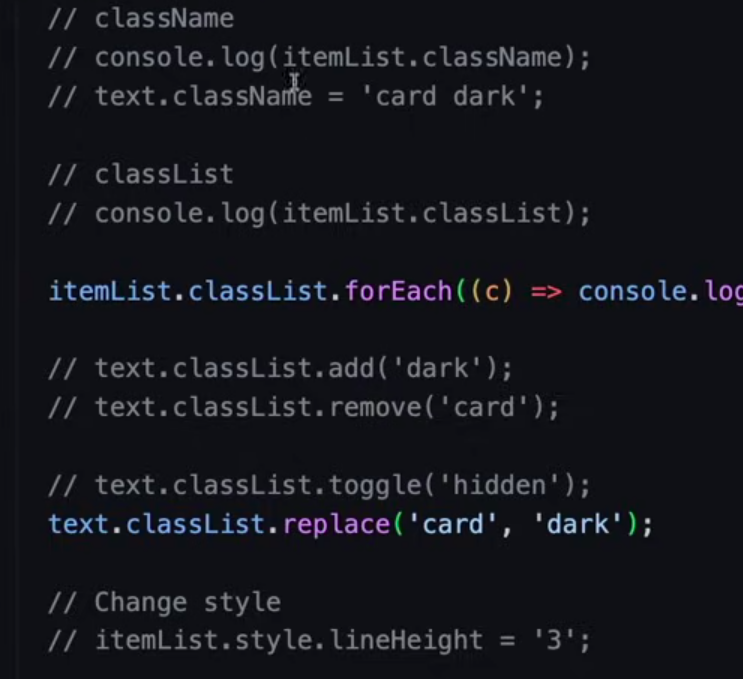 // className
// console.log(itemList.className);
// text.className = 'card dark';
// classList
// console.log(itemList.classList);
itemList.classList.forEach((c) => console.log
// text.classList.add('dark');
// text.classList.remove('card');
// text.classList.toggle('hidden');
text.classList.replace('card', 'dark');
// Change style
// itemList.style.lineHeight = '3';